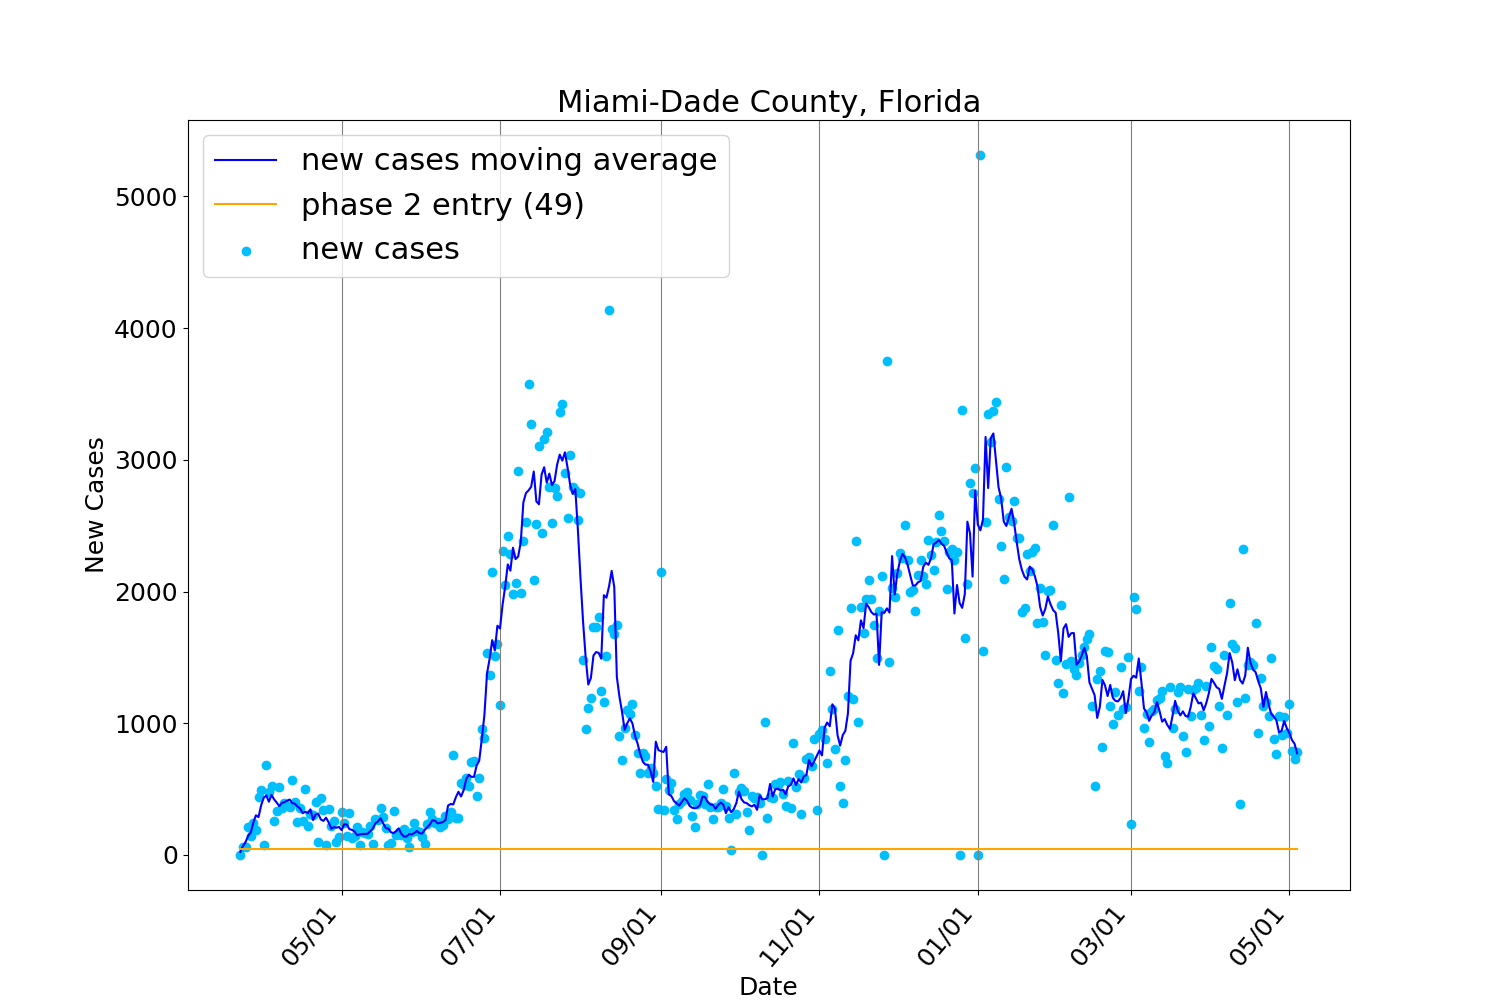 Miami-Dade County, Florida
new cases moving average
phase 2 entry (49)
new cases
5000
4000
3000
2000
1000
0
New Cases
05/01
07/01
09/01
11/01
01/01
03/01
05/01
Date